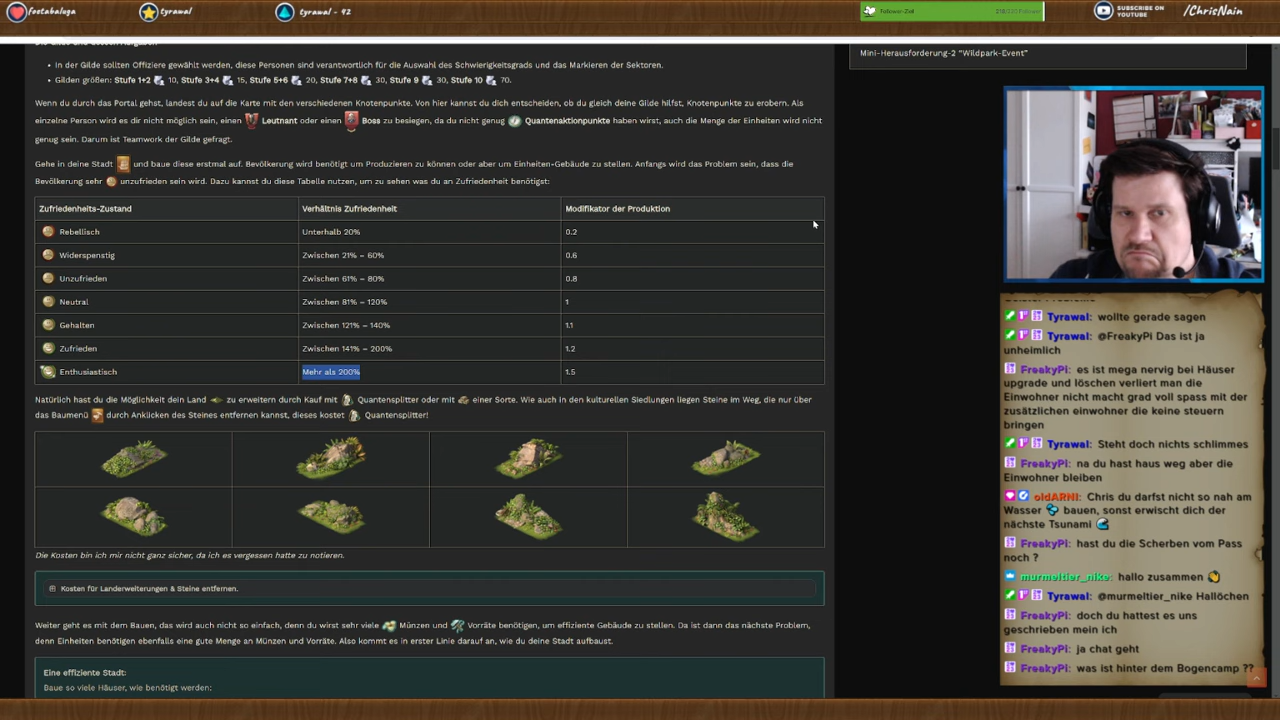 foetabaluga
tyrawal
tyrawal - 92
Follower-Ziel
SUBSCRIBE ON
YOUTUBE
/ChrisNain
Mini-Herausforderung-2 "Wildpark-Event"
In der Gilde sollten Offiziere gewählt werden, diese Personen sind verantwortlich für die Auswahl des Schwierigkeitsgrads und das Markieren der Sektoren.
Gilden größen: Stufe 1+2 10, Stufe 3+4 15, Stufe 5+6 20, Stufe 7+8 30, Stufe 9 30, Stufe 10 70.
Wenn du durch das Portal gehst, landest du auf die Karte mit den verschiedenen Knotenpunkte. Von hier kannst du dich entscheiden, ob du gleich deine Gilde hilfst, Knotenpunkte zu erobern. Als
einzelne Person wird es dir nicht möglich sein, einen Leutnant oder einen Boss zu besiegen, da du nicht genug Quantenaktionpunkte haben wirst, auch die Menge der Einheiten wird nicht
genug sein. Darum ist Teamwork der Gilde gefragt.
Gehe in deine Stadt und baue diese erstmal auf. Bevölkerung wird benötigt um Produzieren zu können oder aber um Einheiten-Gebäude zu stellen. Anfangs wird das Problem sein, dass die
Bevölkerung sehr unzufrieden sein wird. Dazu kannst du diese Tabelle nutzen, um zu sehen was du an Zufriedenheit benötigst:
Zufriedenheits-Zustand Verhältnis Zufriedenheit Modifikator der Produktion
Rebellisch Unterhalb 20% 0.2
Widerspenstig Zwischen 21% – 60% 0.6
Unzufrieden Zwischen 61% – 80% 0.8
Neutral Zwischen 81% – 120% 1
Gehalten Zwischen 121% – 140% 1.1
Zufrieden Zwischen 141% – 200% 1.2
Enthusiastisch Mehr als 200% 1.5
Natürlich hast du die Möglichkeit dein Land zu erweitern durch Kauf mit Quantensplitter oder mit einer Sorte. Wie auch in den kulturellen Siedlungen liegen Steine im Weg, die nur über
das Baumenü durch Anklicken des Steines entfernen kannst, dieses kostet Quantensplitter!
Die Kosten bin ich mir nicht ganz sicher, da ich es vergessen hatte zu notieren.
Kosten für Landerweiterungen & Steine entfernen.
Weiter geht es mit dem Bauen, das wird auch nicht so einfach, denn du wirst sehr viele Münzen und Vorräte benötigen, um effiziente Gebäude zu stellen. Da ist dann das nächste Problem,
denn Einheiten benötigen ebenfalls eine gute Menge an Münzen und Vorräte. Also kommt es in erster Linie darauf an, wie du deine Stadt aufbaust.
Eine effiziente Stadt:
Baue so viele Häuser, wie benötigt werden:
Tyrawal: wollte gerade sagen
Tyrawal: @FreakyPi Das ist ja
unheimlich
FreakyPi: es ist mega nervig bei Häuser
upgrade und löschen verliert man die
Einwohner nicht macht grad voll spass mit der
zusätzlichen einwohner die keine steuern
bringen
Tyrawal: Steht doch nichts schlimmes
FreakyPi: na du hast haus weg aber die
Einwohner bleiben
oldARNI: Chris du darfst nicht so nah am
Wasser bauen, sonst erwischt dich der
nächste Tsunami
FreakyPi: hast du die Scherben vom Pass
noch ?
murmeltier_nike: hallo zusammen
Tyrawal: @murmeltier_nike Hallöchen
FreakyPi: doch du hattest es uns
geschrieben mein ich
FreakyPi: ja chat geht
FreakyPi: was ist hinter dem Bogencamp ??